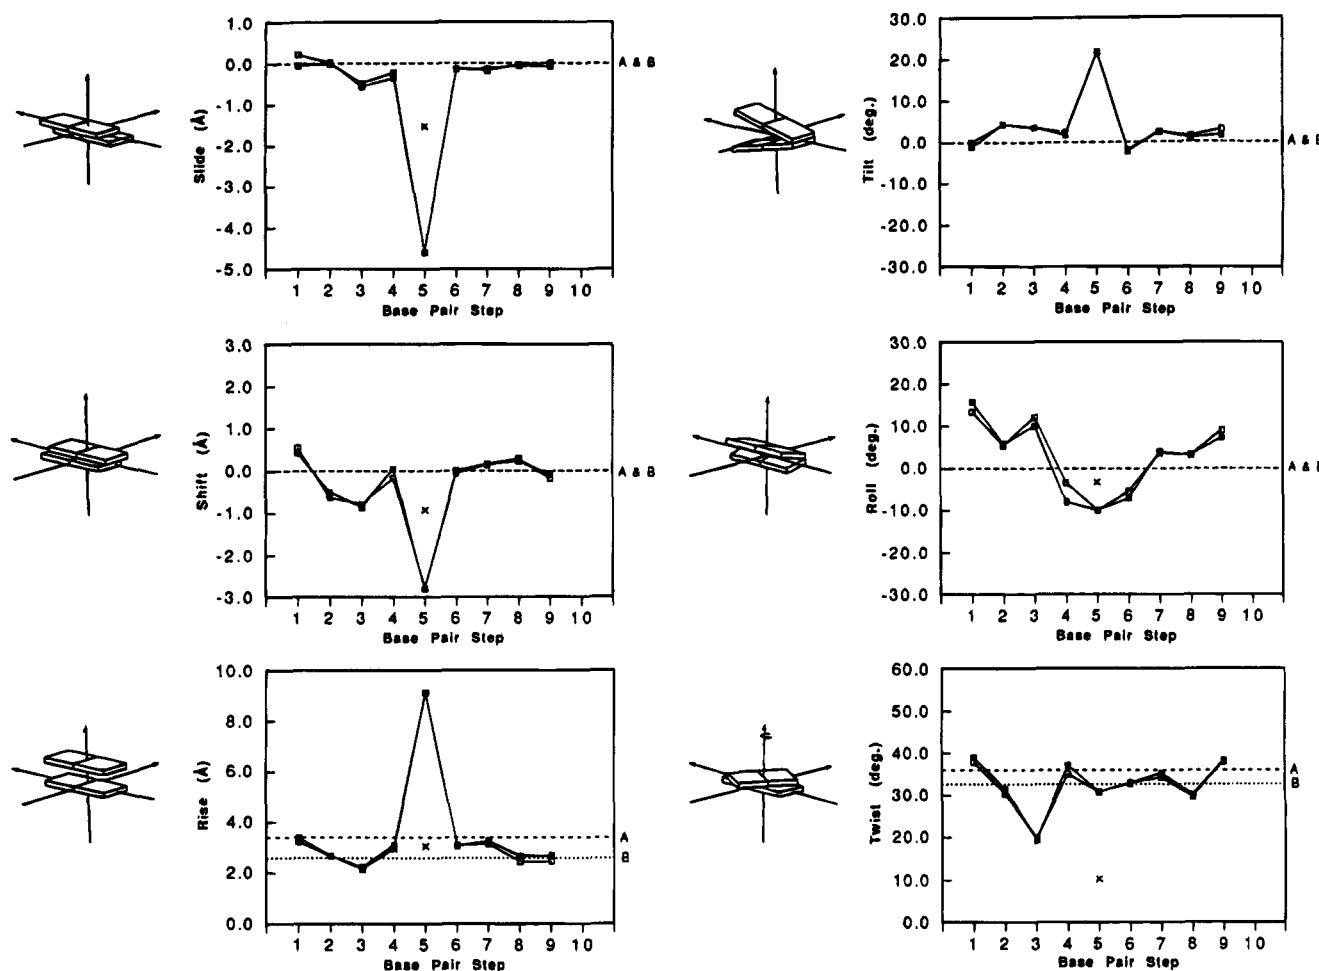 1.0
0.0
-1.0
-2.0
-3.0
-4.0
-5.0
Slide (Å)
A & B
1 2 3 4 5 6 7 8 9 10
Base Pair Step
30.0
20.0
10.0
0.0
-10.0
-20.0
-30.0
Tilt (deg.)
A & B
1 2 3 4 5 6 7 8 9 10
Base Pair Step
3.0
2.0
1.0
0.0
-1.0
-2.0
-3.0
Shift (Å)
A & B
1 2 3 4 5 6 7 8 9 10
Base Pair Step
30.0
20.0
10.0
0.0
-10.0
-20.0
-30.0
Roll (deg.)
A & B
1 2 3 4 5 6 7 8 9 10
Base Pair Step
10.0
8.0
6.0
4.0
2.0
0.0
Rise (Å)
A
B
1 2 3 4 5 6 7 8 9 10
Base Pair Step
60.0
50.0
40.0
30.0
20.0
10.0
0.0
Twist (deg.)
A
B
1 2 3 4 5 6 7 8 9 10
Base Pair Step